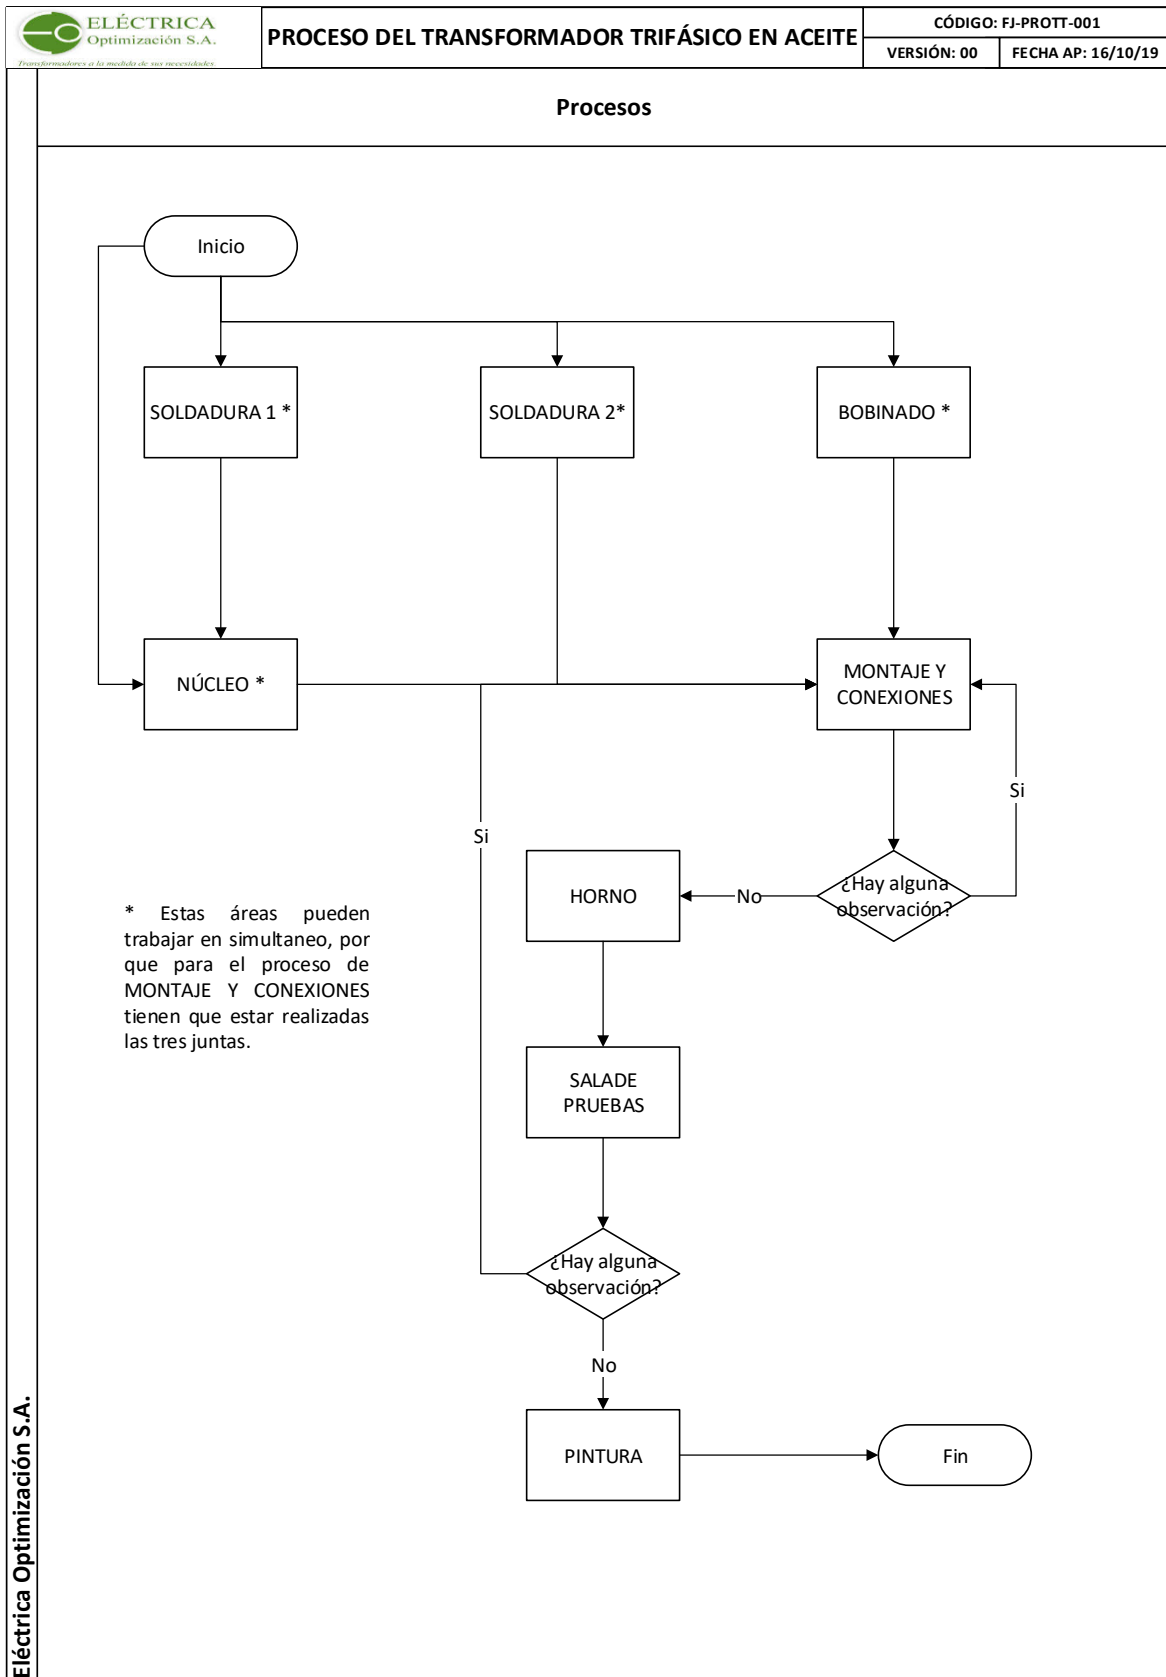 ELÉCTRICA
Optimización S.A.
Transformadores a la medida de sus necesidades.
PROCESO DEL TRANSFORMADOR TRIFÁSICO EN ACEITE
CÓDIGO: FJ-PROTT-001
VERSIÓN: 00
FECHA AP: 16/10/19
Procesos
Inicio
SOLDADURA 1 *
SOLDADURA 2*
BOBINADO *
NÚCLEO *
MONTAJE Y
CONEXIONES
Si
Si
HORNO
No
¿Hay alguna
observación?
* Estas áreas pueden
trabajar en simultaneo, por
que para el proceso de
MONTAJE Y CONEXIONES
tienen que estar realizadas
las tres juntas.
SALADE
PRUEBAS
¿Hay alguna
observación?
No
PINTURA
Fin
Eléctrica Optimización S.A.